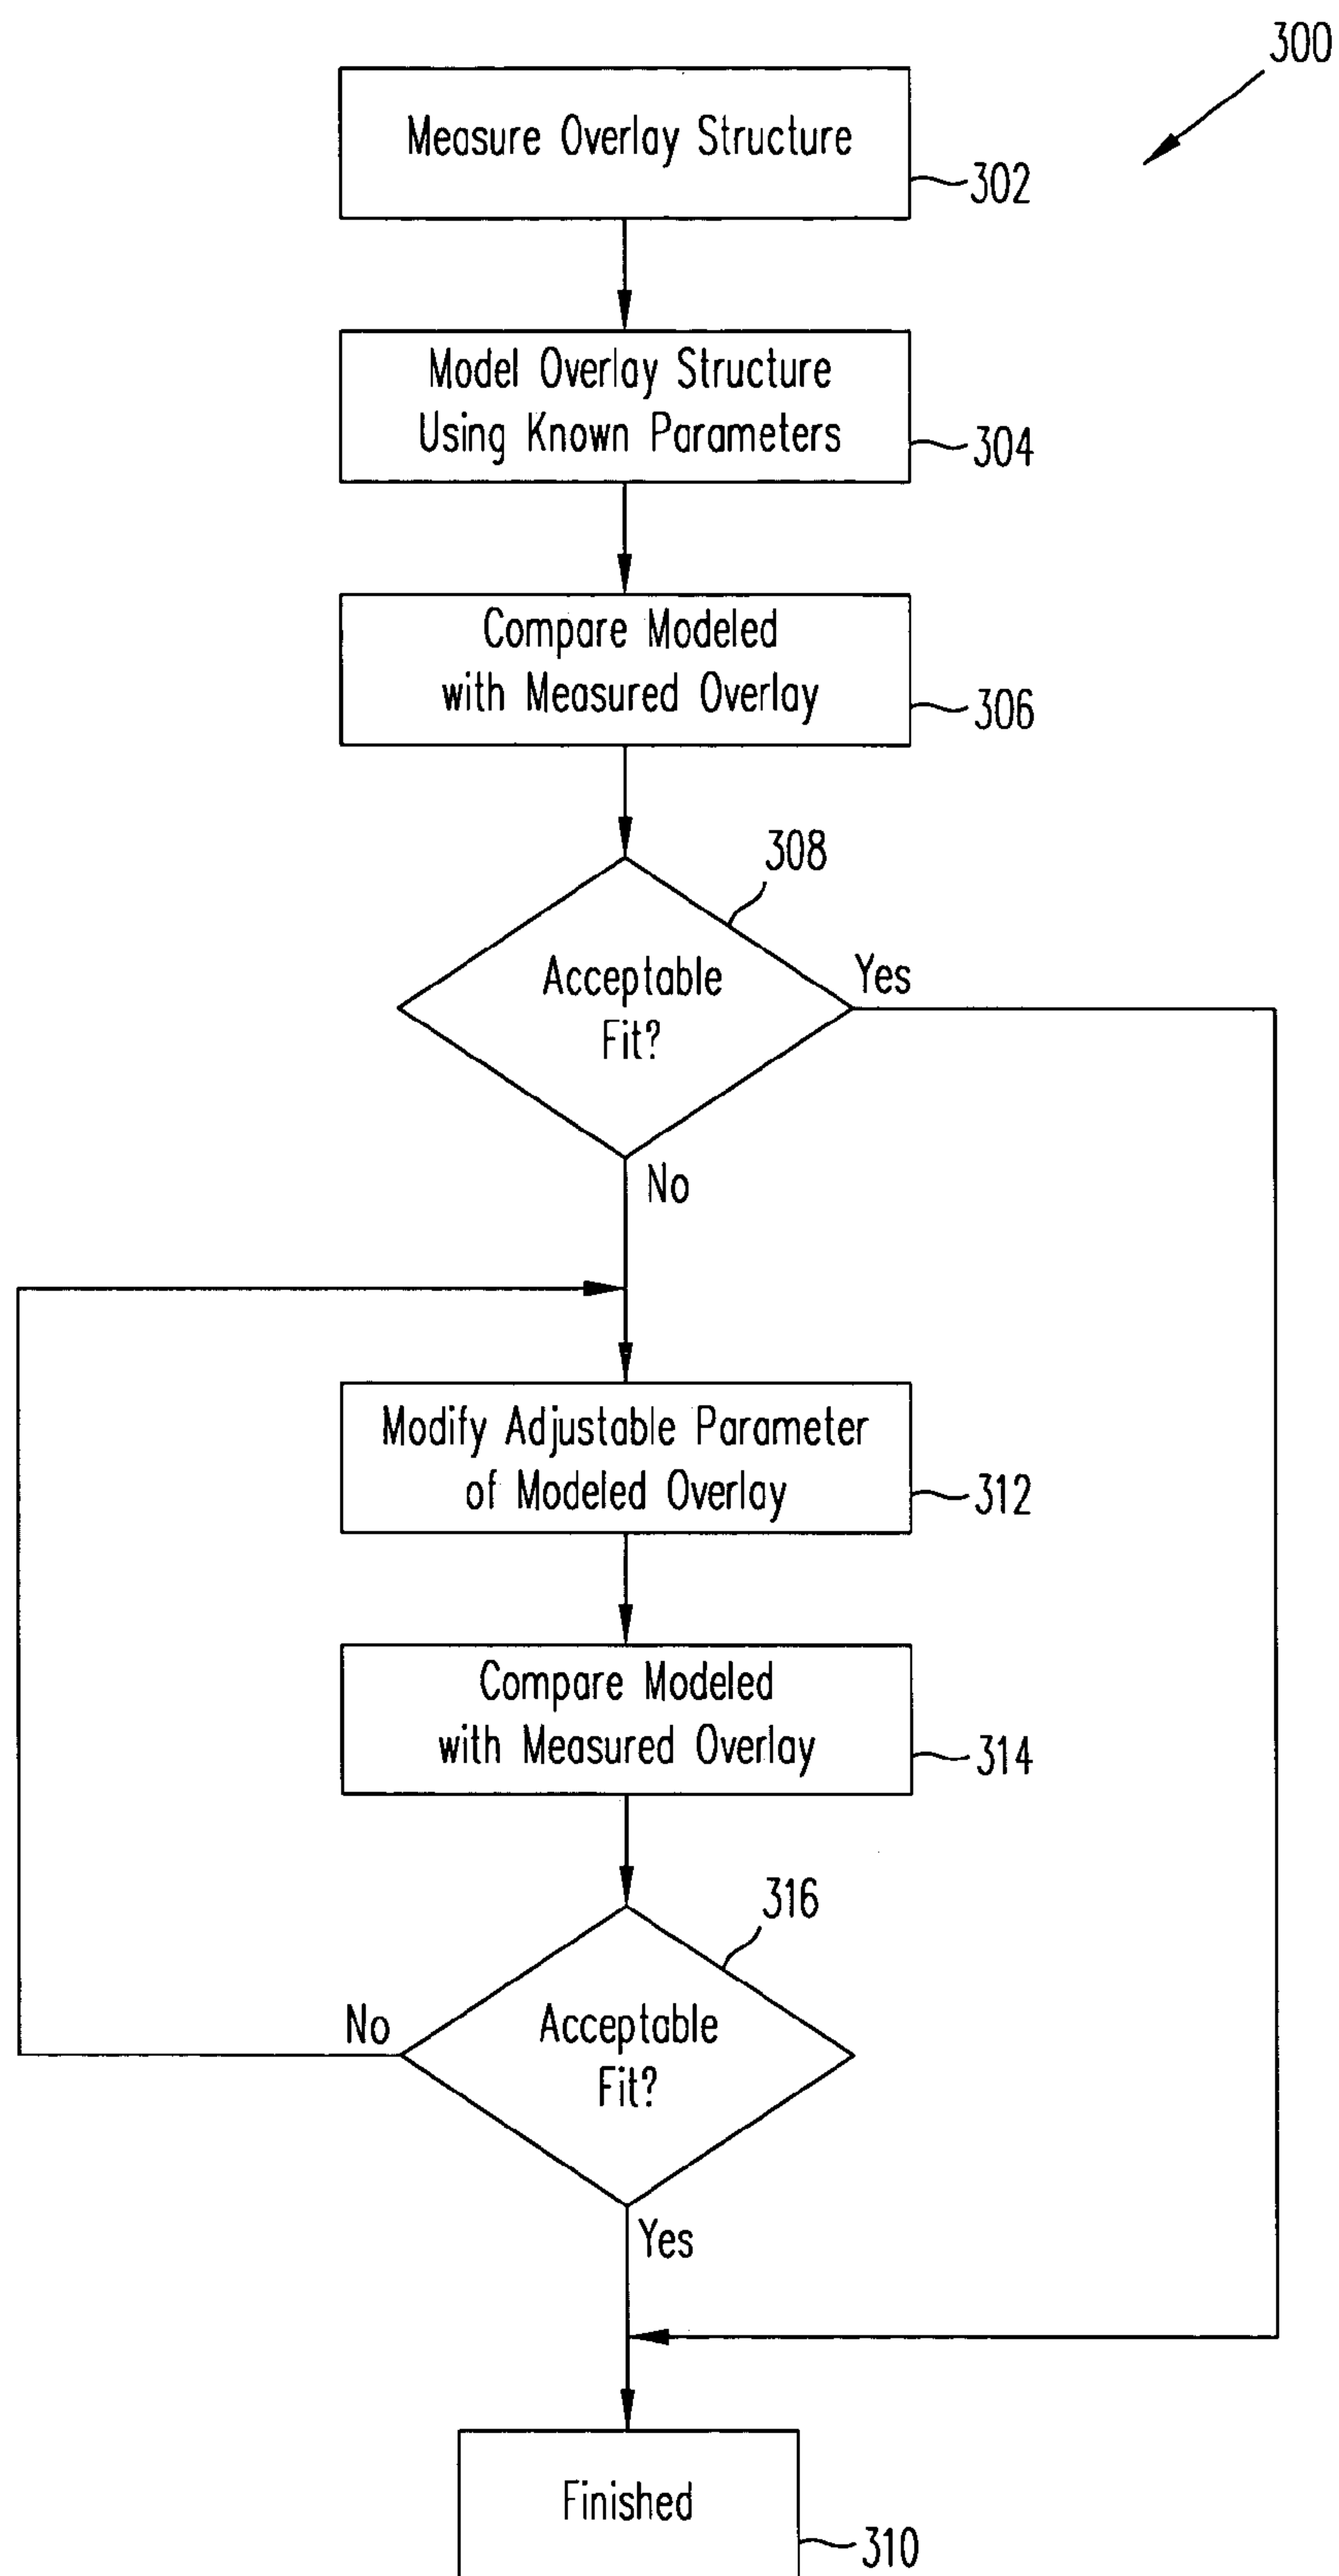 300
Measure Overlay Structure
302
Model Overlay Structure
Using Known Parameters
304
Compare Modeled
with Measured Overlay
306
308
Acceptable
Fit?
Yes
No
Modify Adjustable Parameter
of Modeled Overlay
312
Compare Modeled
with Measured Overlay
314
316
Acceptable
Fit?
No
Yes
Finished
310